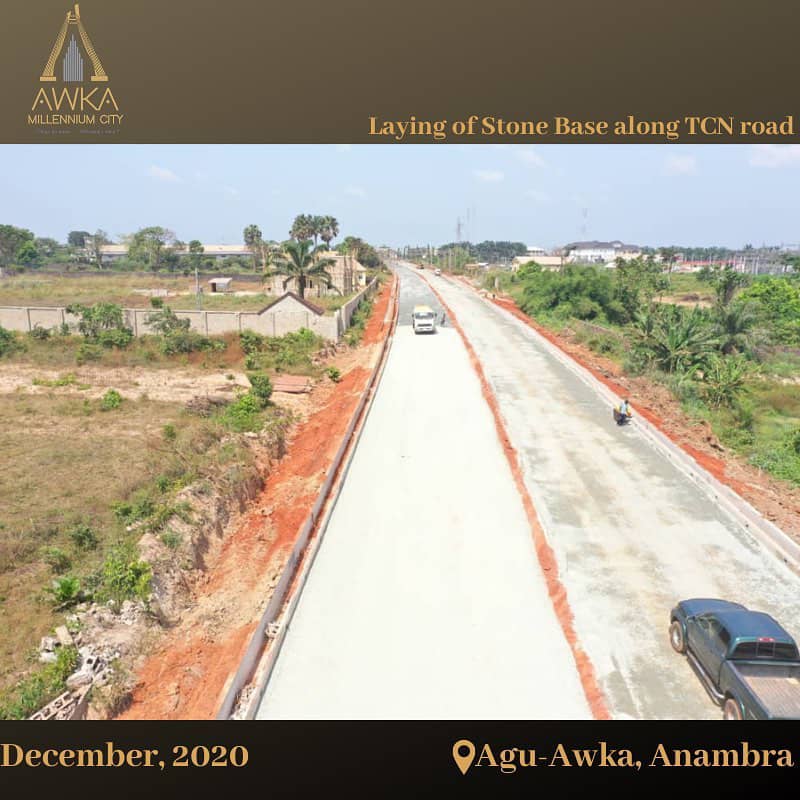 AWKA
MILLENNIUM CITY
Laying of Stone Base along TCN road
December, 2020
Agu-Awka, Anambra